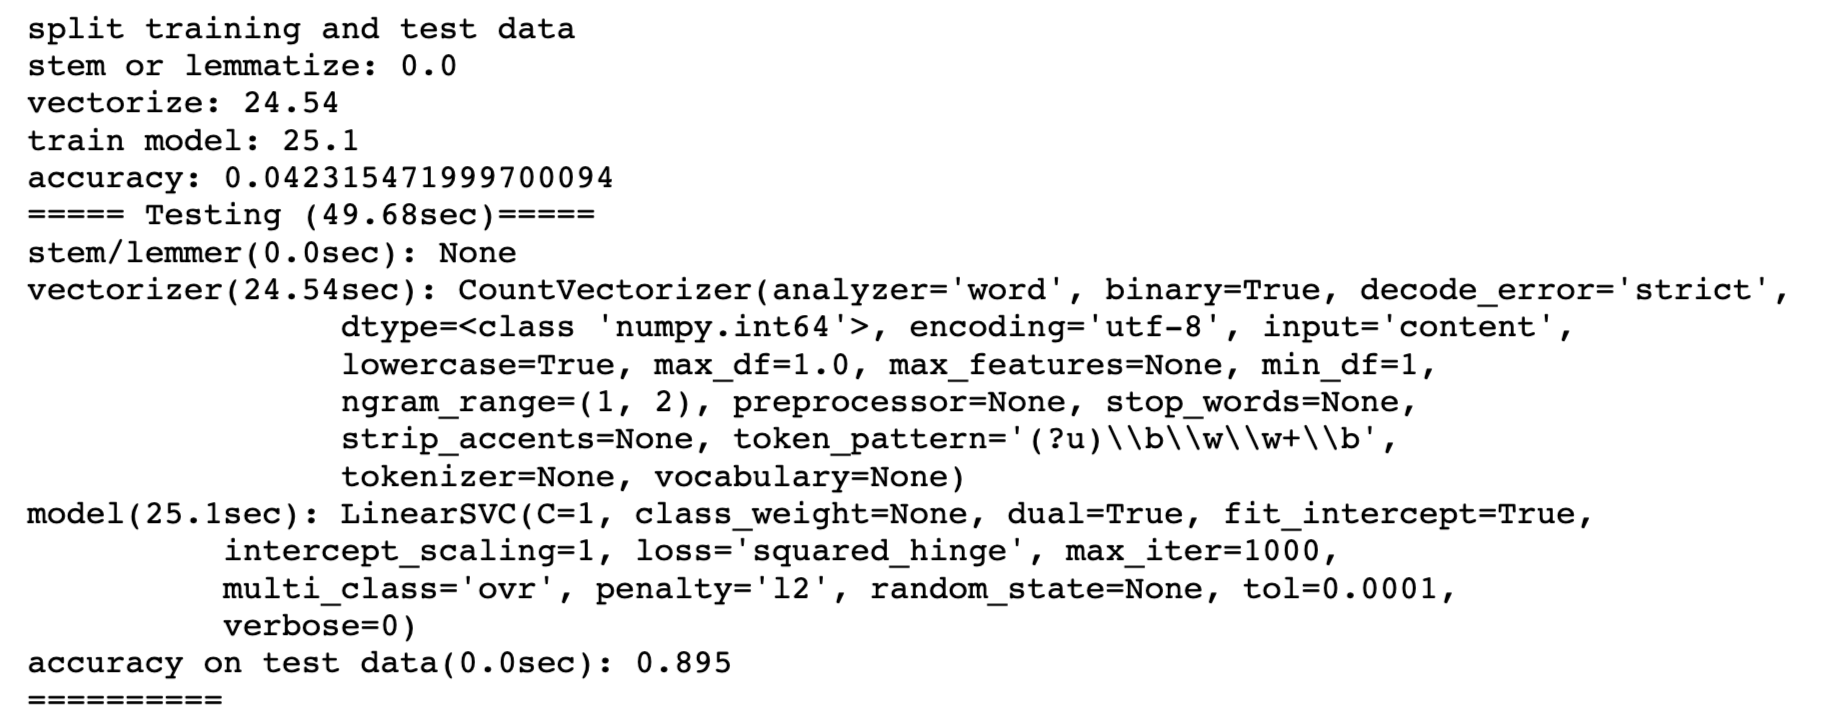 split training and test data
stem or lemmatize: 0.0
vectorize: 24.54
train model: 25.1
accuracy: 0.042315471999700094
===== Testing (49.68sec)=====
stem/lemmer(0.0sec): None
vectorizer(24.54sec): CountVectorizer(analyzer='word', binary=True, decode_error='strict',
dtype=<class 'numpy.int64'>, encoding='utf-8', input='content',
lowercase=True, max_df=1.0, max_features=None, min_df=1,
ngram_range=(1, 2), preprocessor=None, stop_words=None,
strip_accents=None, token_pattern='(?u)\\b\\w\\w+\\b',
tokenizer=None, vocabulary=None)
model(25.1sec): LinearSVC(C=1, class_weight=None, dual=True, fit_intercept=True,
intercept_scaling=1, loss='squared_hinge', max_iter=1000,
multi_class='ovr', penalty='l2', random_state=None, tol=0.0001,
verbose=0)
accuracy on test data(0.0sec): 0.895
==========